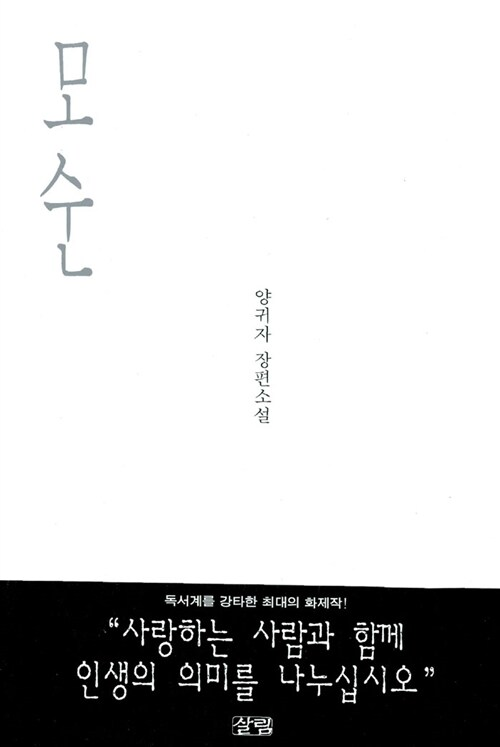 모순
양귀자 장편소설
독서계를 강타한 최대의 화제작!
“사랑하는 사람과 함께
인생의 의미를 나누십시오”
살림